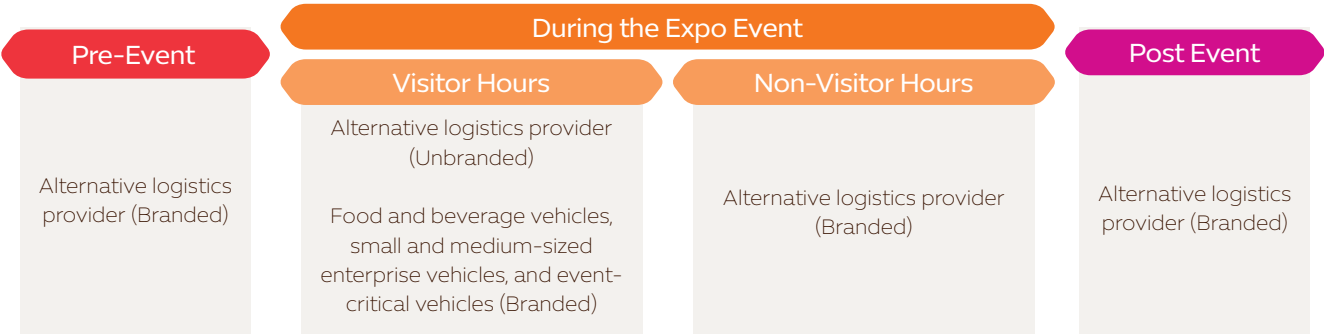 Pre-Event
Alternative logistics
provider (Branded)
During the Expo Event
Visitor Hours
Alternative logistics provider
(Unbranded)
Food and beverage vehicles,
small and medium-sized
enterprise vehicles, and event-
critical vehicles (Branded)
Non-Visitor Hours
Alternative logistics provider
(Branded)
Post Event
Alternative logistics
provider (Branded)